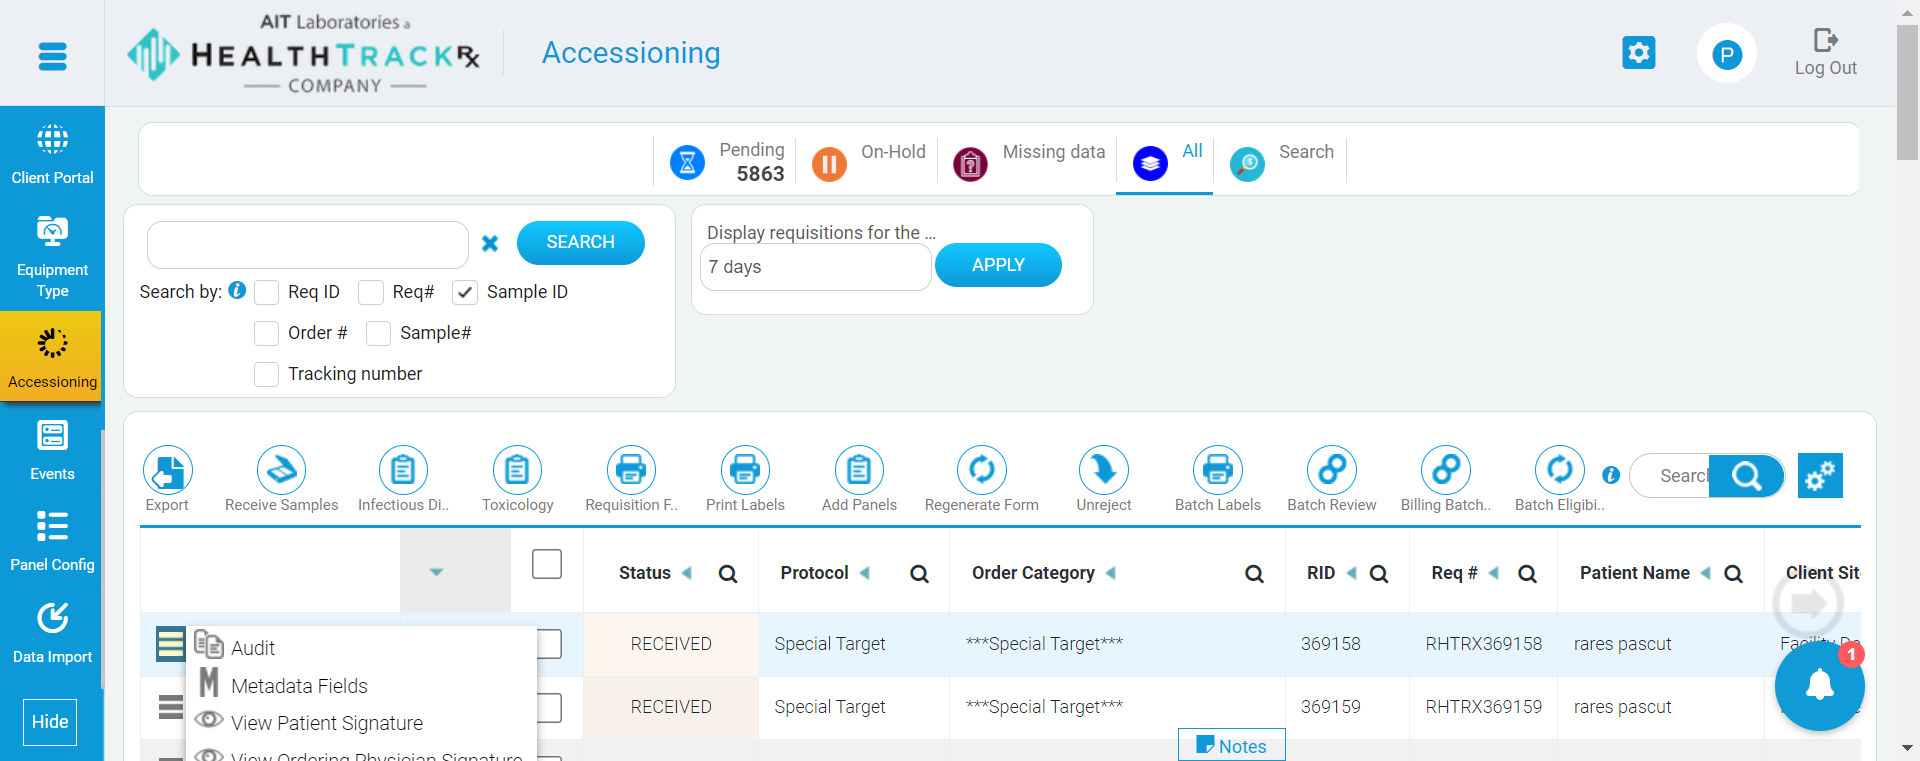 AIT Laboratories a
HEALTHTRACKRX
COMPANY
Accessioning
P
Log Out
Client Portal
Equipment
Type
Accessioning
Events
Panel Config
Data Import
Hide
Pending
5863
On-Hold
Missing data
All
Search
SEARCH
Search by:
Req ID
Req#
Sample ID
Order #
Sample#
Tracking number
Display requisitions for the ...
7 days
APPLY
Export
Receive Samples
Infectious Di..
Toxicology
Requisition F..
Print Labels
Add Panels
Regenerate Form
Unreject
Batch Labels
Batch Review
Billing Batch..
Batch Eligibi..
Search
Status
Protocol
Order Category
RID
Req #
Patient Name
Client Sit
RECEIVED
Special Target
***Special Target***
369158
RHTRX369158
rares pascut
Facility De
RECEIVED
Special Target
***Special Target***
369159
RHTRX369159
rares pascut
Audit
M Metadata Fields
View Patient Signature
View Ordering Physician Signature
Notes
1